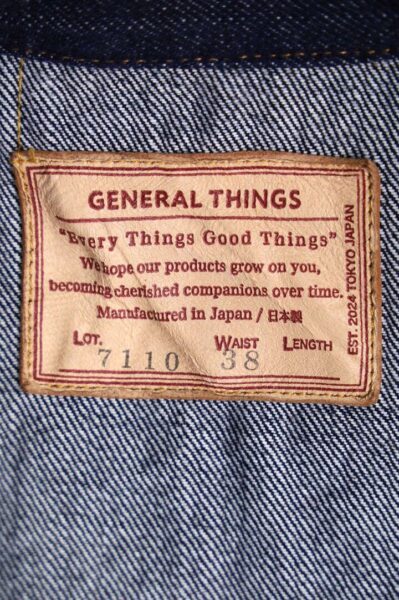 GENERAL THINGS
"Every Things Good Things"
We hope our products grow on you,
becoming cherished companions over time.
Manufacured in Japan / 日本製
LOT. WAIST LENGTH
7110 38
EST. 2024 TOKYO JAPAN